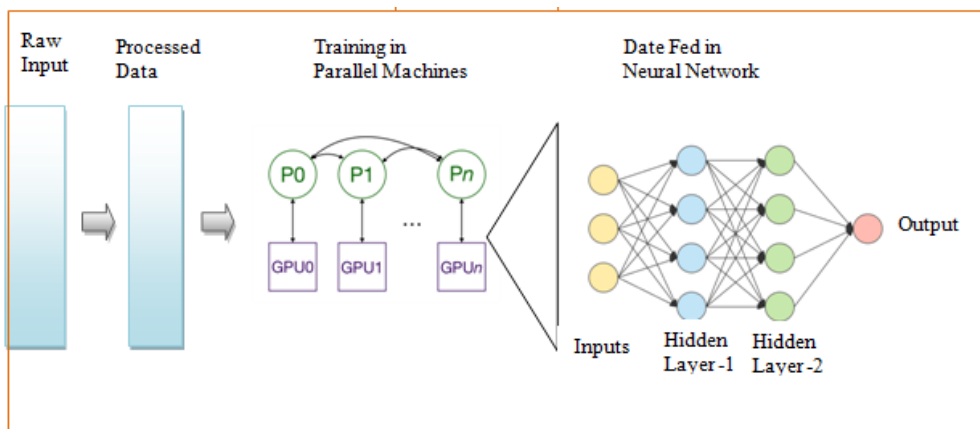 Raw
Input
Processed
Data
Training in
Parallel Machines
Date Fed in
Neural Network
P0
P1
Pn
...
GPU0
GPU1
GPUn
Output
Inputs
Hidden
Layer-1
Hidden
Layer-2